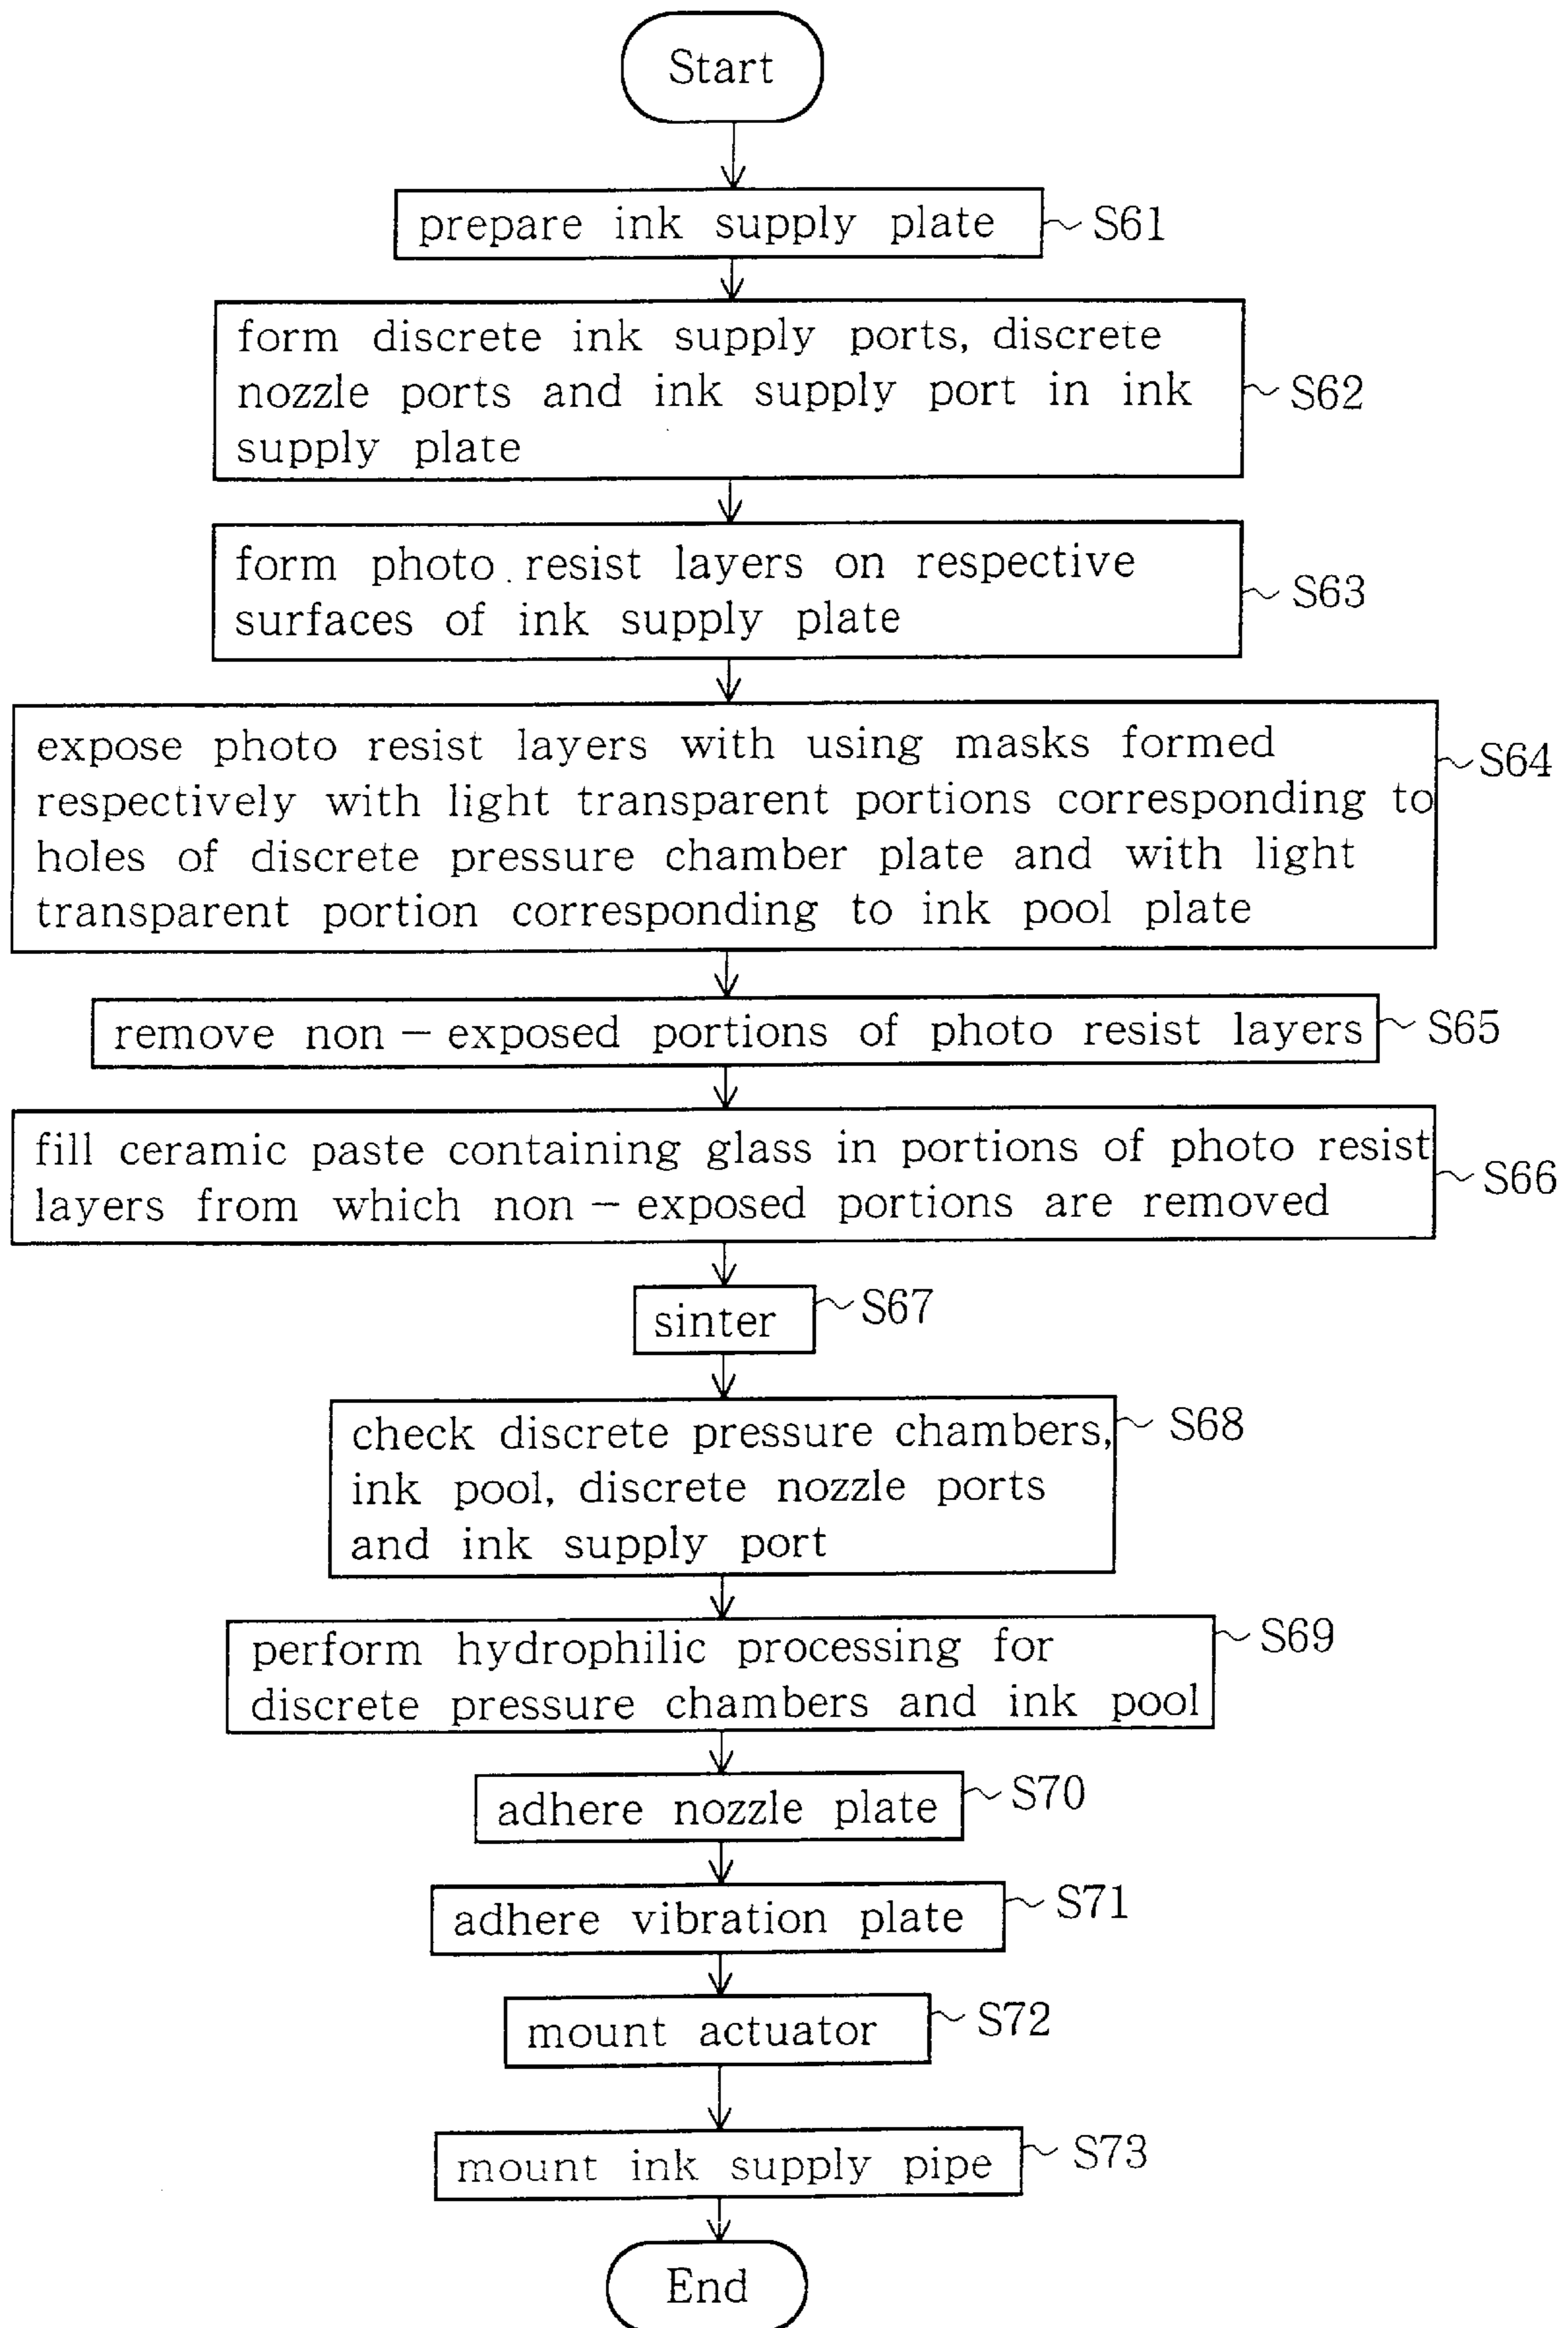 Start
prepare ink supply plate
S61
form discrete ink supply ports, discrete
nozzle ports and ink supply port in ink
supply plate
S62
form photo resist layers on respective
surfaces of ink supply plate
S63
expose photo resist layers with using masks formed
respectively with light transparent portions corresponding to
holes of discrete pressure chamber plate and with light
transparent portion corresponding to ink pool plate
S64
remove non - exposed portions of photo resist layers
S65
fill ceramic paste containing glass in portions of photo resist
layers from which non - exposed portions are removed
S66
sinter
S67
check discrete pressure chambers,
ink pool, discrete nozzle ports
and ink supply port
S68
perform hydrophilic processing for
discrete pressure chambers and ink pool
S69
adhere nozzle plate
S70
adhere vibration plate
S71
mount actuator
S72
mount ink supply pipe
S73
End